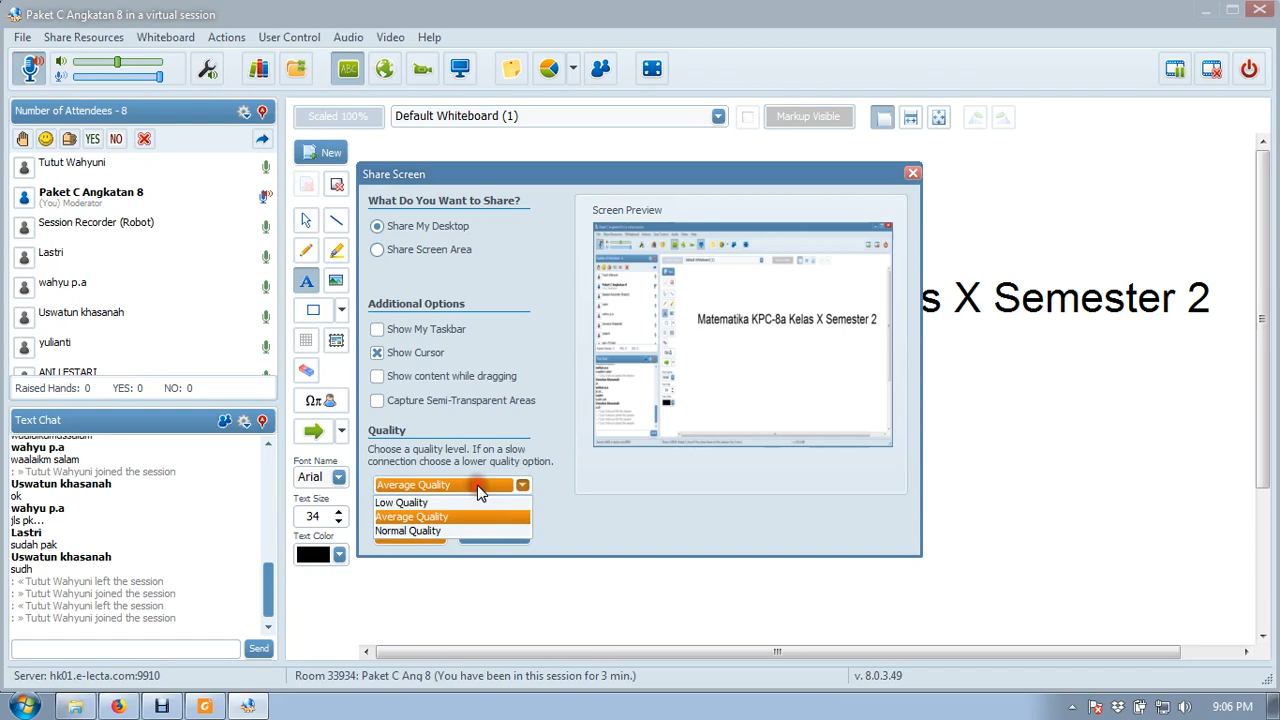 Paket C Angkatan 8 in a virtual session
File Share Resources Whiteboard Actions User Control Audio Video Help
Number of Attendees - 8
YES NO
Tutut Wahyuni
Paket C Angkatan 8
(You) Moderator
Session Recorder (Robot)
Lastri
wahyu p.a
Uswatun khasanah
yulianti
ANI LESTARI
Raised Hands: 0 YES: 0 NO: 0
Text Chat
wahyu p.a
waalaikm salam
: » Tutut Wahyuni joined the session
Uswatun khasanah
ok
wahyu p.a
jls pk...
Lastri
sudah pak
Uswatun khasanah
sudh
: « Tutut Wahyuni left the session
: » Tutut Wahyuni joined the session
: « Tutut Wahyuni left the session
: » Tutut Wahyuni joined the session
Send
Scaled 100% Default Whiteboard (1) Markup Visible
New
Font Name
Arial
Text Size
34
Text Color
s X Semester 2
Share Screen
What Do You Want to Share?
Share My Desktop
Share Screen Area
Additional Options
Show My Taskbar
Show Cursor
Show content while dragging
Capture Semi-Transparent Areas
Quality
Choose a quality level. If on a slow
connection choose a lower quality option.
Average Quality
Low Quality
Average Quality
Normal Quality
Screen Preview
Matematika KPC-8a Kelas X Semester 2
Server: hk01.e-lecta.com:9910 Room 33934: Paket C Ang 8 (You have been in this session for 3 min.) v. 8.0.3.49
9:06 PM